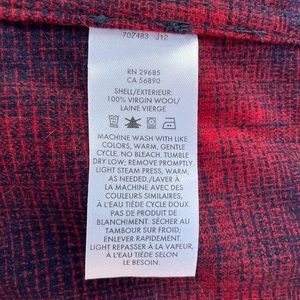 70Z483 J12
RN 29685
CA 56890
SHELL/EXTERIEUR:
100% VIRGIN WOOL/
LAINE VIERGE
MACHINE WASH WITH LIKE
COLORS, WARM, GENTLE
CYCLE. NO BLEACH. TUMBLE
DRY LOW; REMOVE PROMPTLY.
LIGHT STEAM PRESS, WARM,
AS NEEDED./LAVER À
LA MACHINE AVEC DES
COULEURS SIMILAIRES,
À L'EAU TIÉDE CYCLE DOUX.
PAS DE PRODUIT DE
BLANCHIMENT. SÉCHER AU
TAMBOUR SUR FROID;
ENLEVER RAPIDEMENT.
LIGHT REPASSER À LA VAPEUR,
À L'EAU TIÈDE SELON
LE BESOIN.